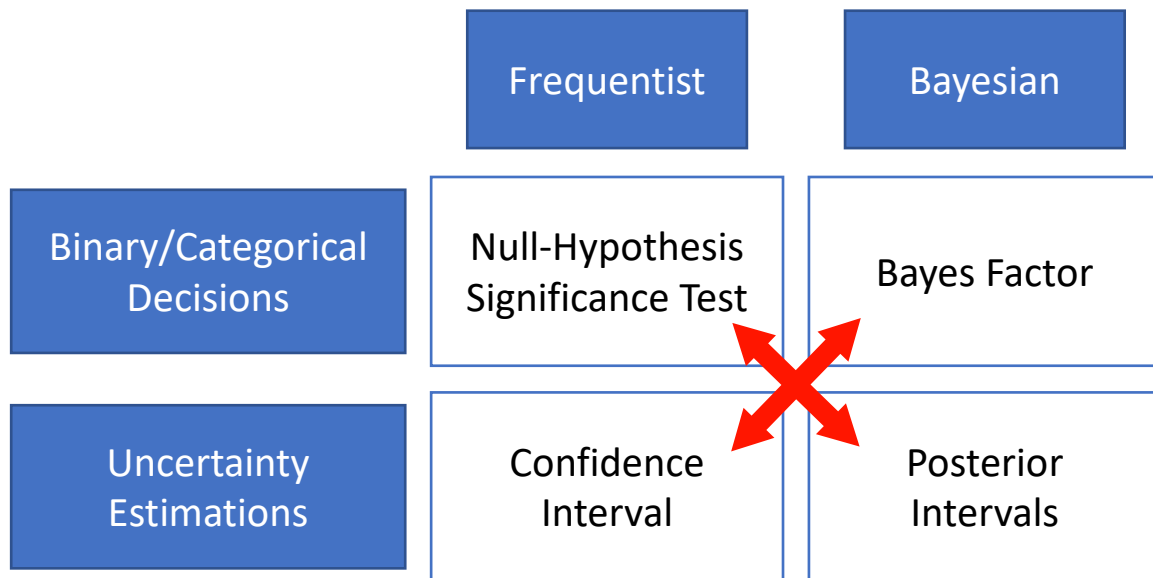 Frequentist
Bayesian
Binary/Categorical
Decisions
Null-Hypothesis
Significance Test
Bayes Factor
Uncertainty
Estimations
Confidence
Interval
Posterior
Intervals